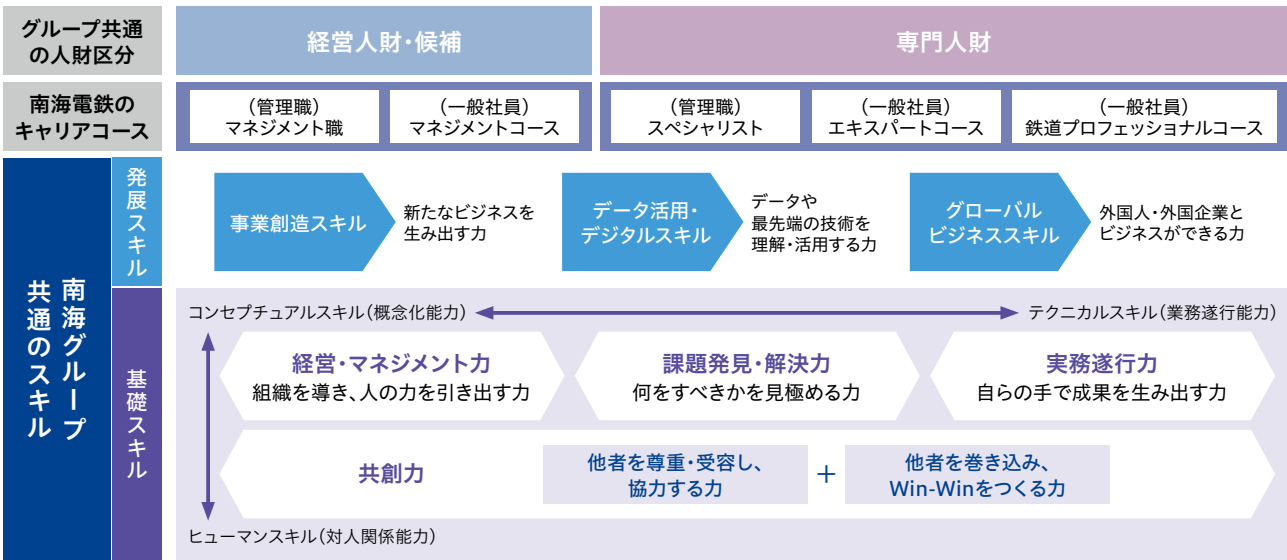 グループ共通
の人財区分
経営人財・候補
専門人財
南海電鉄の
キャリアコース
(管理職)
マネジメント職
(一般社員)
マネジメントコース
(管理職)
スペシャリスト
(一般社員)
エキスパートコース
(一般社員)
鉄道プロフェッショナルコース
南海グループ
共通のスキル
発展スキル
事業創造スキル
新たなビジネスを
生み出す力
データ活用・
デジタルスキル
データや
最先端の技術を
理解・活用する力
グローバル
ビジネススキル
外国人・外国企業と
ビジネスができる力
基礎スキル
コンセプチュアルスキル(概念化能力)
テクニカルスキル(業務遂行能力)
経営・マネジメント力
組織を導き、人の力を引き出す力
課題発見・解決力
何をすべきかを見極める力
実務遂行力
自らの手で成果を生み出す力
共創力
他者を尊重・受容し、
協力する力
+
他者を巻き込み、
Win-Winをつくる力
ヒューマンスキル(対人関係能力)